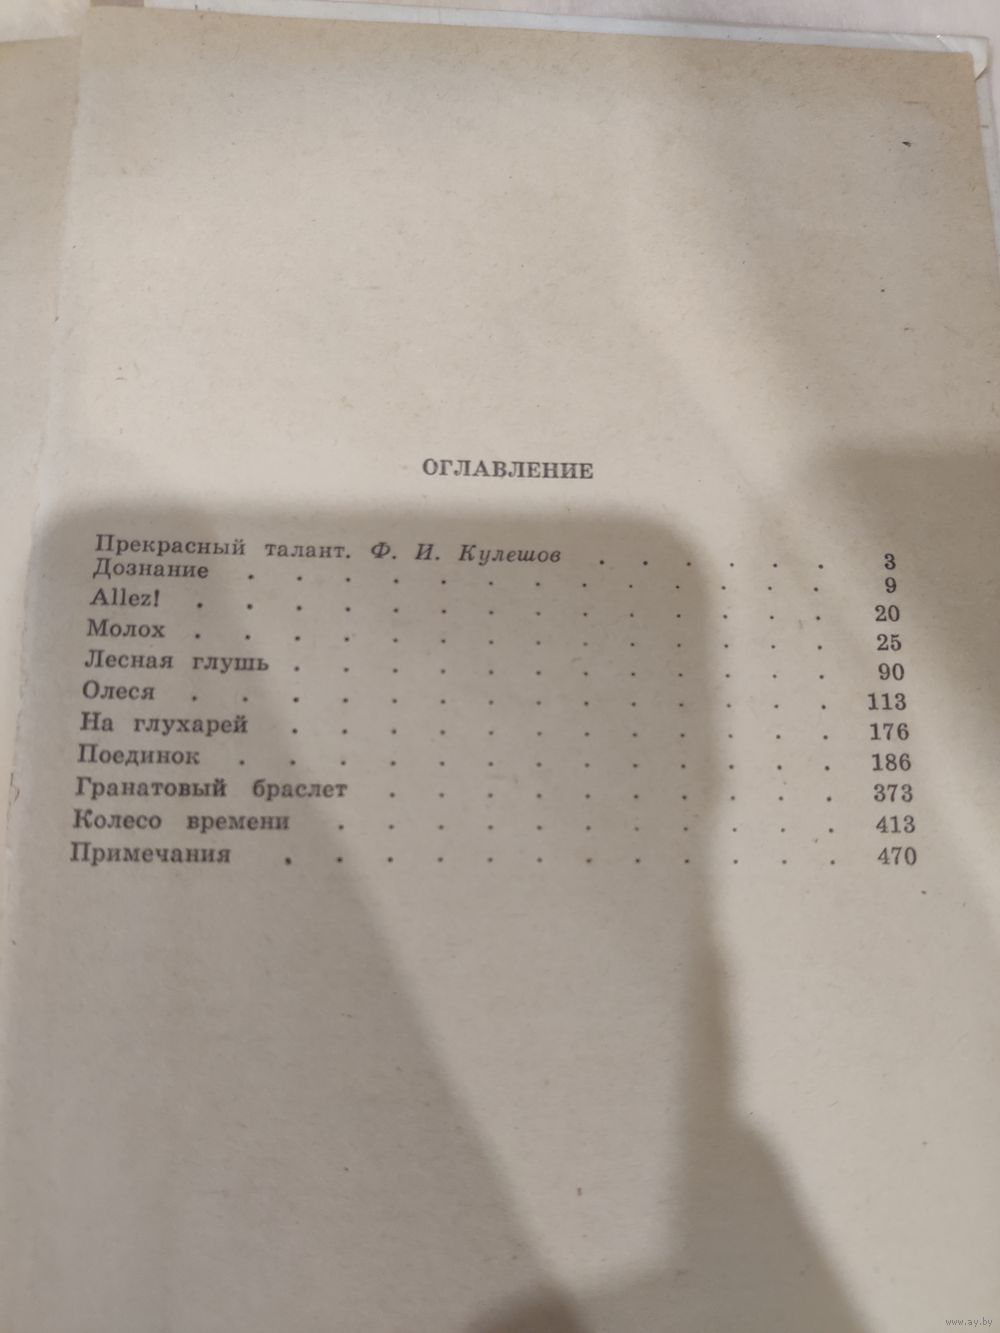 ОГЛАВЛЕНИЕ
Прекрасный талант. Ф. И. Кулешов . . . . . . 3
Дознание . . . . . . . . . . . . 9
Allez! . . . . . . . . . . . . . 20
Молох . . . . . . . . . . . . . 25
Лесная глушь . . . . . . . . . . . 90
Олеся . . . . . . . . . . . . . 113
На глухарей . . . . . . . . . . . 176
Поединок . . . . . . . . . . . . 186
Гранатовый браслет . . . . . . . . . 373
Колесо времени . . . . . . . . . . 413
Примечания . . . . . . . . . . . 470
www.ay.by